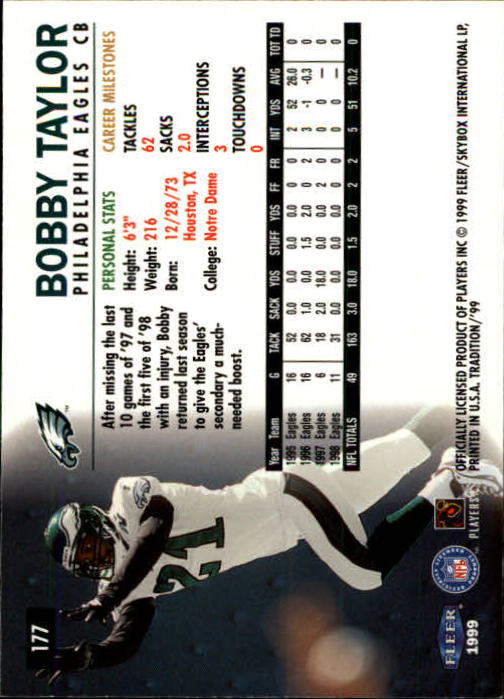 177
BOBBY TAYLOR
PHILADELPHIA EAGLES CB
After missing the last
10 games of '97 and
the first five of '98
with an injury, Bobby
returned last season
to give the Eagles'
secondary a much-
needed boost.
PERSONAL STATS
Height: 6'3"
Weight: 216
Born: 12/28/73
Houston, TX
College: Notre Dame
CAREER MILESTONES
TACKLES
62
SACKS
2.0
INTERCEPTIONS
3
TOUCHDOWNS
0
Year Team G TACK SACK YDS STUFF YDS FF FR INT YDS AVG TOT TD
1995 Eagles 16 52 0.0 0.0 0.0 0.0 0 0 2 52 26.0 0
1996 Eagles 16 62 1.0 0.0 1.5 2.0 0 2 3 -1 -0.3 0
1997 Eagles 6 18 2.0 18.0 0.0 0.0 2 0 0 0 — 0
1998 Eagles 11 31 0.0 0.0 0.0 0.0 0 0 0 0 — 0
NFL TOTALS 49 163 3.0 18.0 1.5 2.0 2 2 5 51 10.2 0
21
FLEER
1999
OFFICIALLY LICENSED PRODUCT
NFL
PLAYERS
OFFICIALLY LICENSED PRODUCT OF PLAYERS INC © 1999 FLEER/SKYBOX INTERNATIONAL LP,
PRINTED IN U.S.A. TRADITION/'99